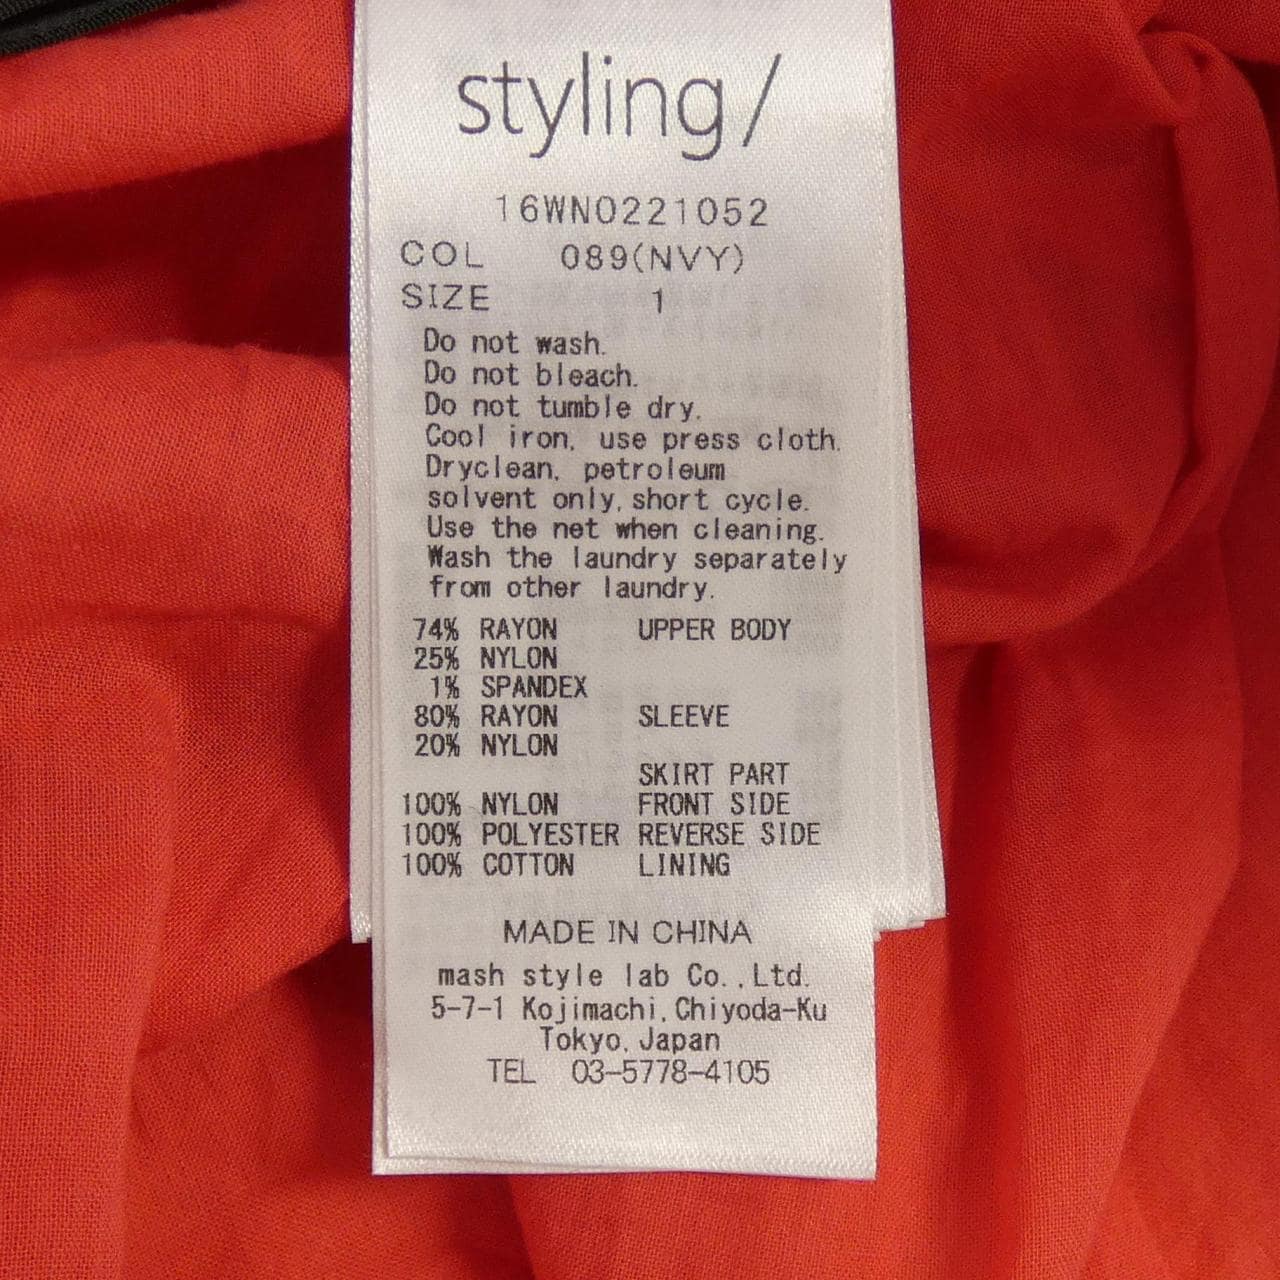 styling/
16WN0221052
COL 089(NVY)
SIZE 1
Do not wash.
Do not bleach.
Do not tumble dry.
Cool iron, use press cloth.
Dryclean, petroleum
solvent only, short cycle.
Use the net when cleaning.
Wash the laundry separately
from other laundry.
74% RAYON UPPER BODY
25% NYLON
1% SPANDEX
80% RAYON SLEEVE
20% NYLON
SKIRT PART
100% NYLON FRONT SIDE
100% POLYESTER REVERSE SIDE
100% COTTON LINING
MADE IN CHINA
mash style lab Co.,Ltd.
5-7-1 Kojimachi,Chiyoda-Ku
Tokyo,Japan
TEL 03-5778-4105